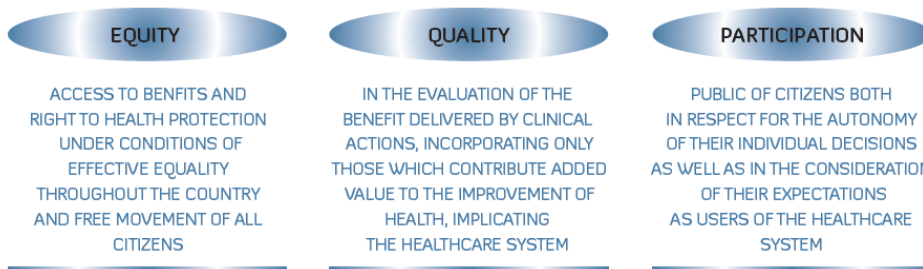 EQUITY
ACCESS TO BENFITS AND
RIGHT TO HEALTH PROTECTION
UNDER CONDITIONS OF
EFFECTIVE EQUALITY
THROUGHOUT THE COUNTRY
AND FREE MOVEMENT OF ALL
CITIZENS
QUALITY
IN THE EVALUATION OF THE
BENEFIT DELIVERED BY CLINICAL
ACTIONS, INCORPORATING ONLY
THOSE WHICH CONTRIBUTE ADDED
VALUE TO THE IMPROVEMENT OF
HEALTH, IMPLICATING
THE HEALTHCARE SYSTEM
PARTICIPATION
PUBLIC OF CITIZENS BOTH
IN RESPECT FOR THE AUTONOMY
OF THEIR INDIVIDUAL DECISIONS
AS WELL AS IN THE CONSIDERATION
OF THEIR EXPECTATIONS
AS USERS OF THE HEALTHCARE
SYSTEM